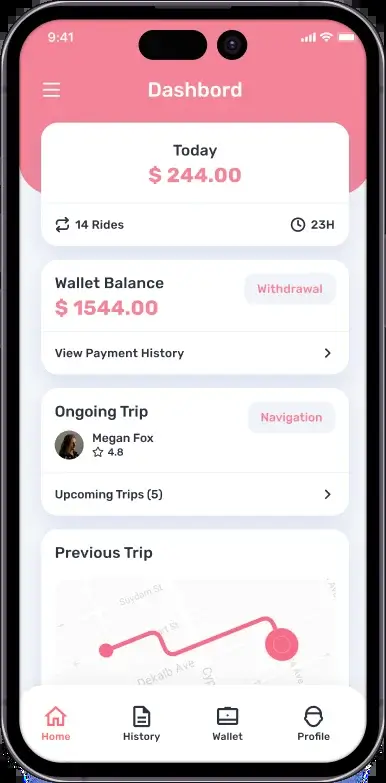 9:41
Dashbord
Today
$ 244.00
14 Rides
23H
Wallet Balance
Withdrawal
$ 1544.00
View Payment History
Ongoing Trip
Navigation
Megan Fox
4.8
Upcoming Trips (5)
Previous Trip
Suydam St
Dekalb Ave
Home
History
Wallet
Profile